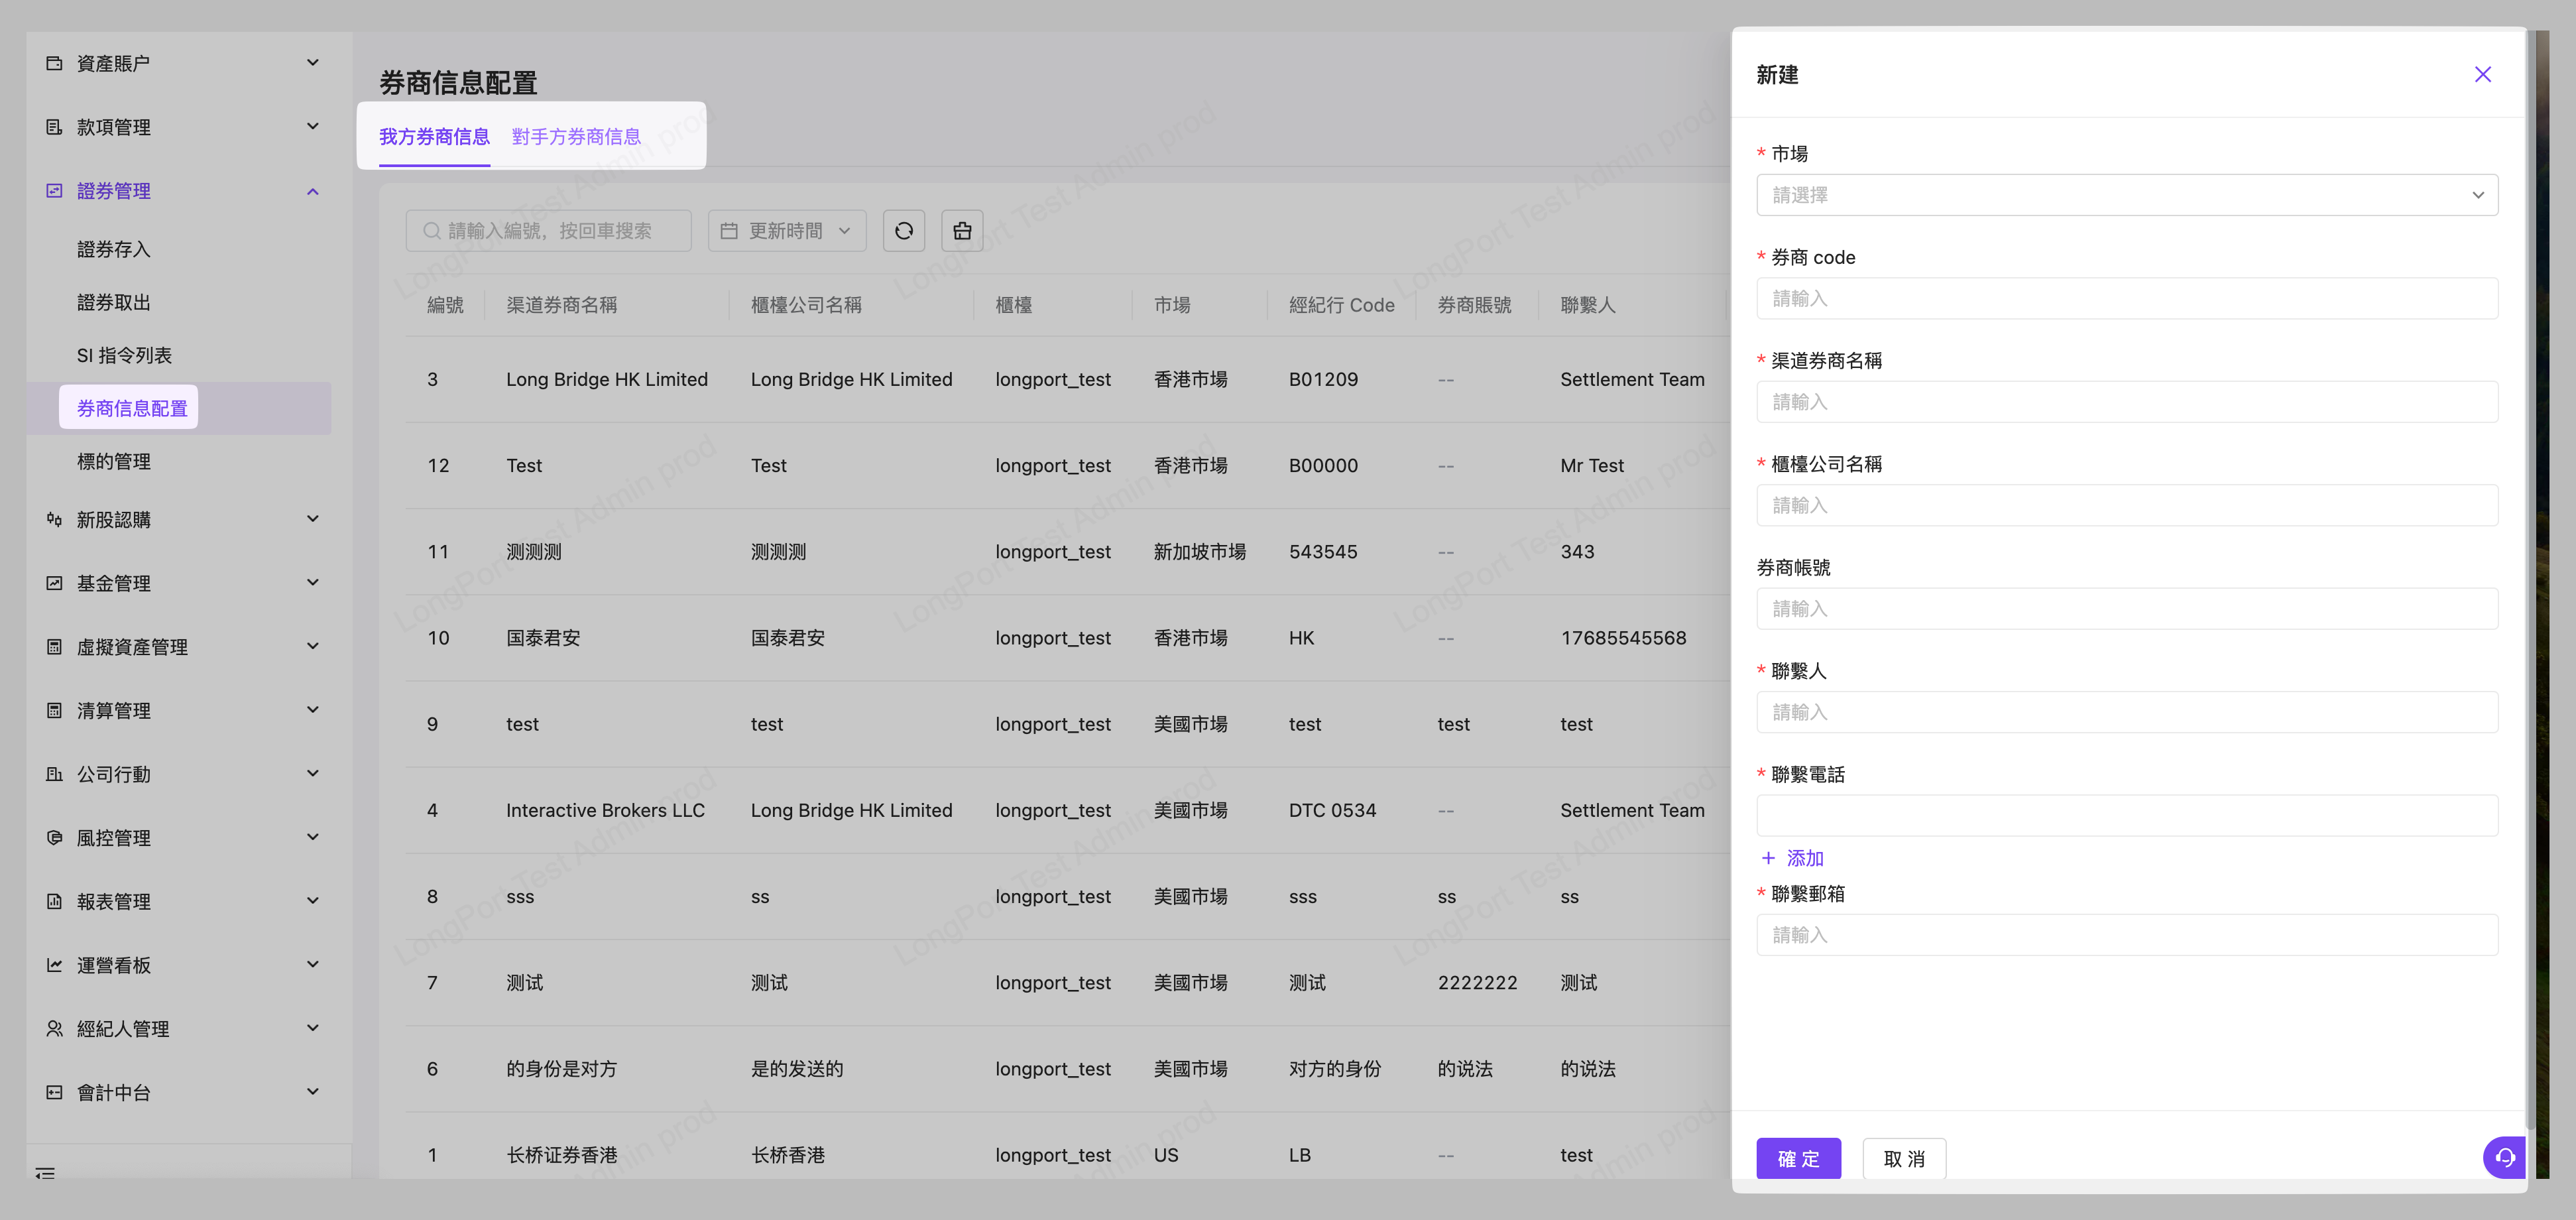 資產賬户
款項管理
證券管理
證券存入
證券取出
SI 指令列表
券商信息配置
標的管理
新股認購
基金管理
虛擬資產管理
清算管理
公司行動
風控管理
報表管理
運營看板
經紀人管理
會計中台
券商信息配置
我方券商信息 對手方券商信息
請輸入編號，按回車搜索 更新時間
編號 渠道券商名稱 櫃檯公司名稱 櫃檯 市場 經紀行 Code 券商賬號 聯繫人
3 Long Bridge HK Limited Long Bridge HK Limited longport_test 香港市場 B01209 -- Settlement Team
12 Test Test longport_test 香港市場 B00000 -- Mr Test
11 测测测 测测测 longport_test 新加坡市場 543545 -- 343
10 国泰君安 国泰君安 longport_test 香港市場 HK -- 17685545568
9 test test longport_test 美國市場 test test test
4 Interactive Brokers LLC Long Bridge HK Limited longport_test 美國市場 DTC 0534 -- Settlement Team
8 sss ss longport_test 美國市場 sss ss ss
7 测试 测试 longport_test 美國市場 测试 2222222 测试
6 的身份是对方 是的发送的 longport_test 美國市場 对方的身份 的说法 的说法
1 长桥证券香港 长桥香港 longport_test US LB -- test
LongPort Test Admin prod
新建
* 市場
請選擇
* 券商 code
請輸入
* 渠道券商名稱
請輸入
* 櫃檯公司名稱
請輸入
券商帳號
請輸入
* 聯繫人
請輸入
* 聯繫電話
+ 添加
* 聯繫郵箱
請輸入
確定 取消